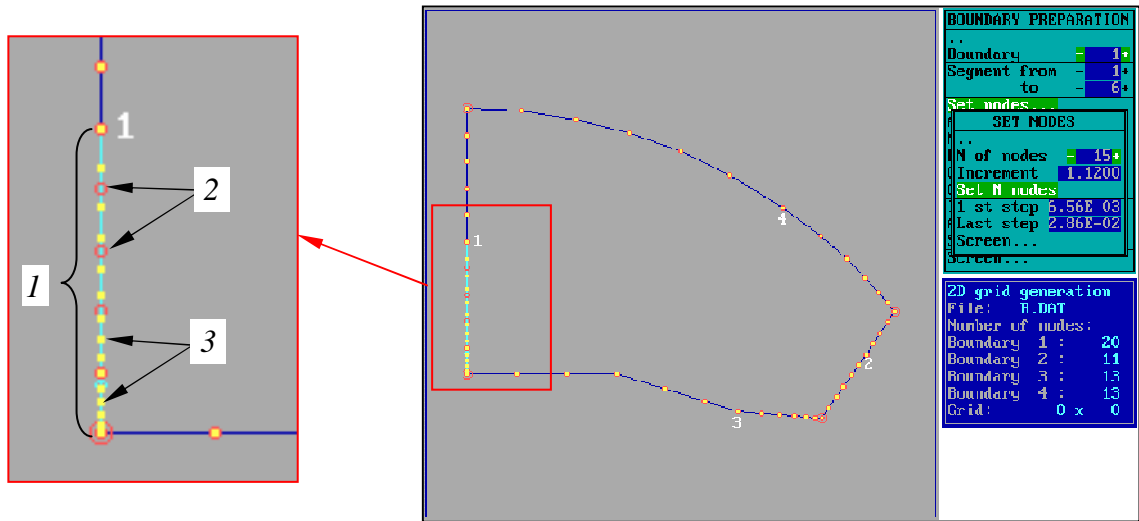 1
1
2
3
1
4
2
3
BOUNDARY PREPARATION
..
Boundary - 1+
Segment from - 1+
to - 6+
Set nodes...
SET NODES
..
N of nodes - 15+
Increment 1.1200
Set N nodes
1 st step 6.56E-03
Last step 2.86E-02
Screen...
Screen...
2D grid generation
File: R.DAT
Number of nodes:
Boundary 1 : 20
Boundary 2 : 11
Boundary 3 : 13
Boundary 4 : 13
Grid: 0 x 0